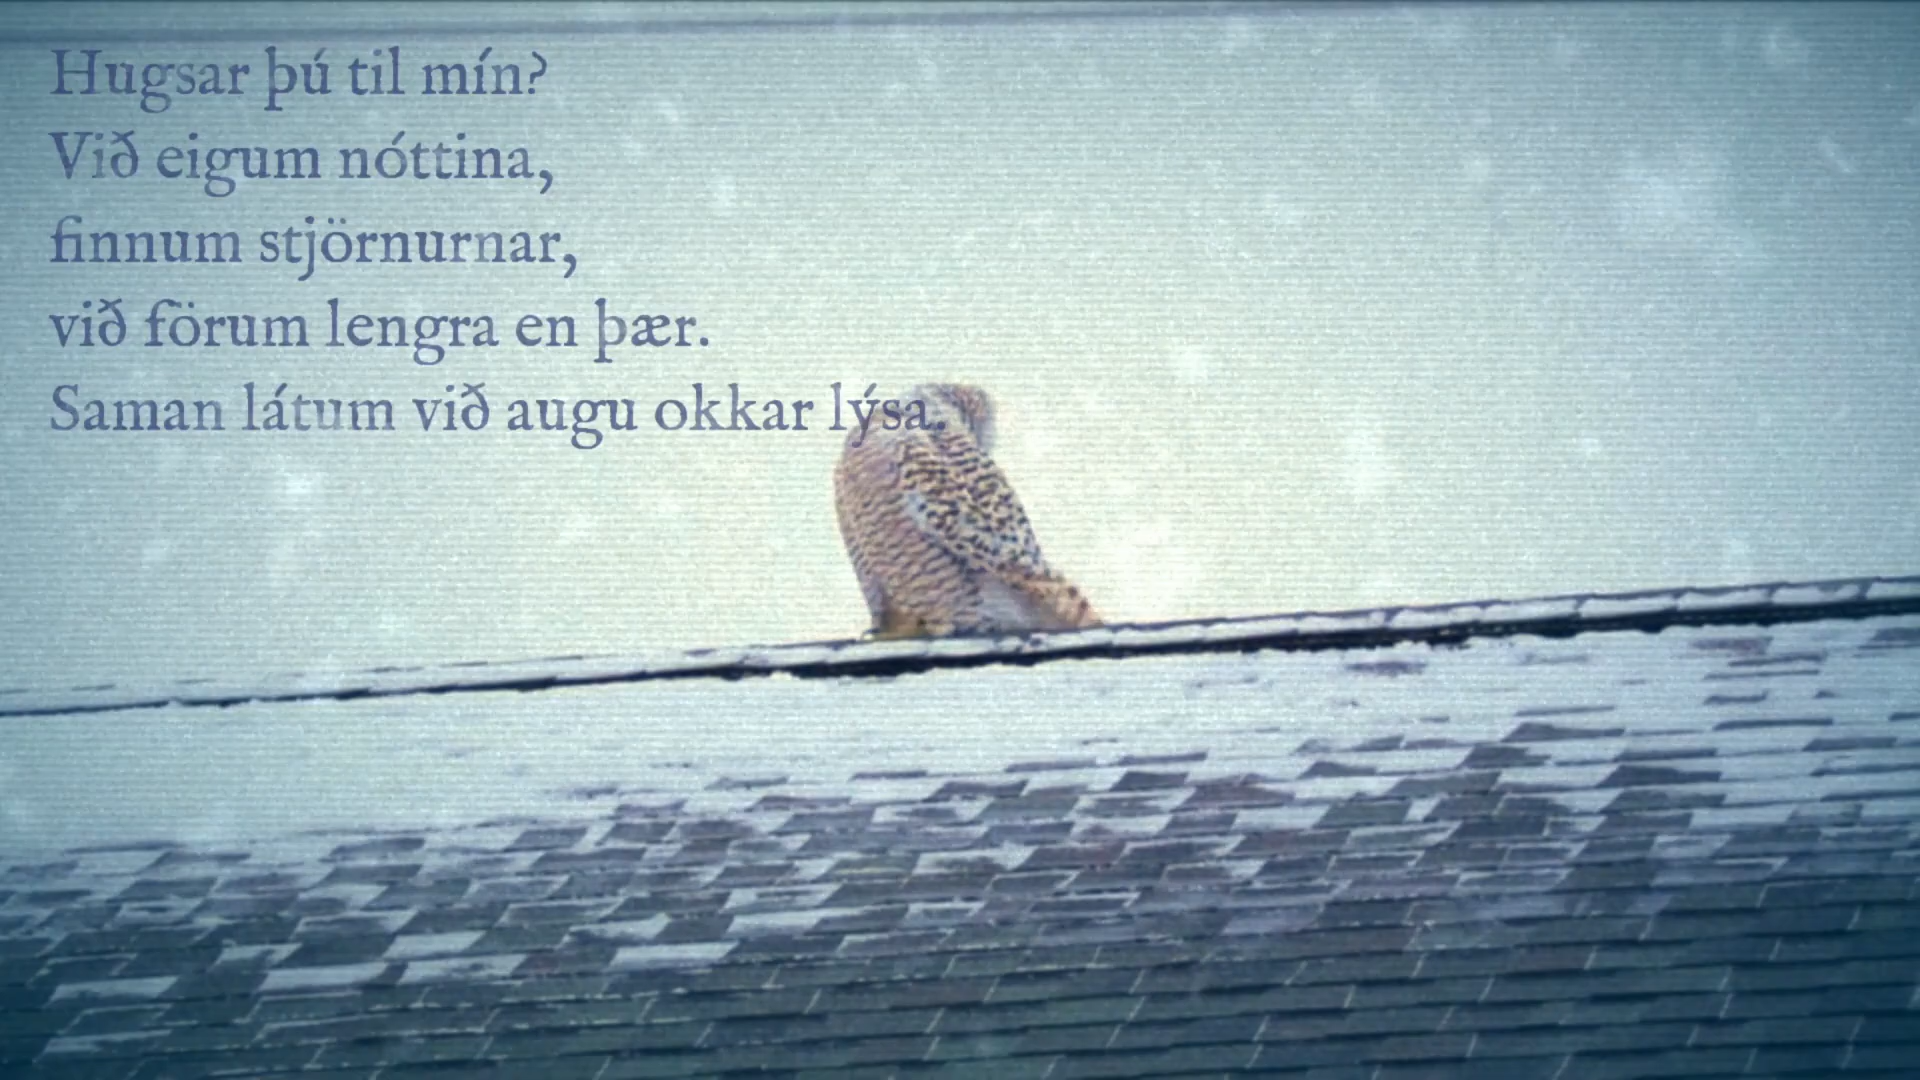 Hugsar þú til mín?
Við eigum nóttina,
finnum stjörnurnar,
við förum lengra en þær.
Saman látum við augu okkar lýsa.